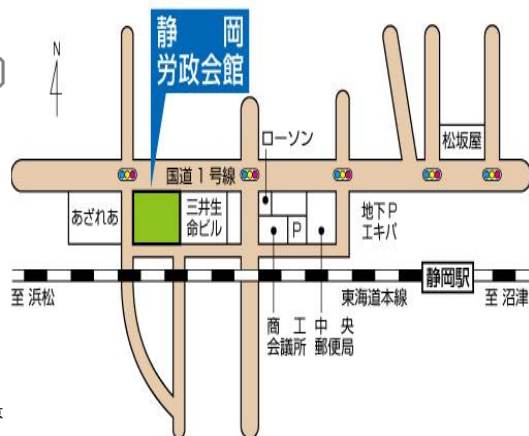 N
静 岡
労政会館
ローソン
松坂屋
国道1号線
あざれあ
三井生
命ビル
P
地下P
エキパ
静岡駅
至 浜松
東海道本線
至 沼津
商 工
会議所
中 央
郵便局